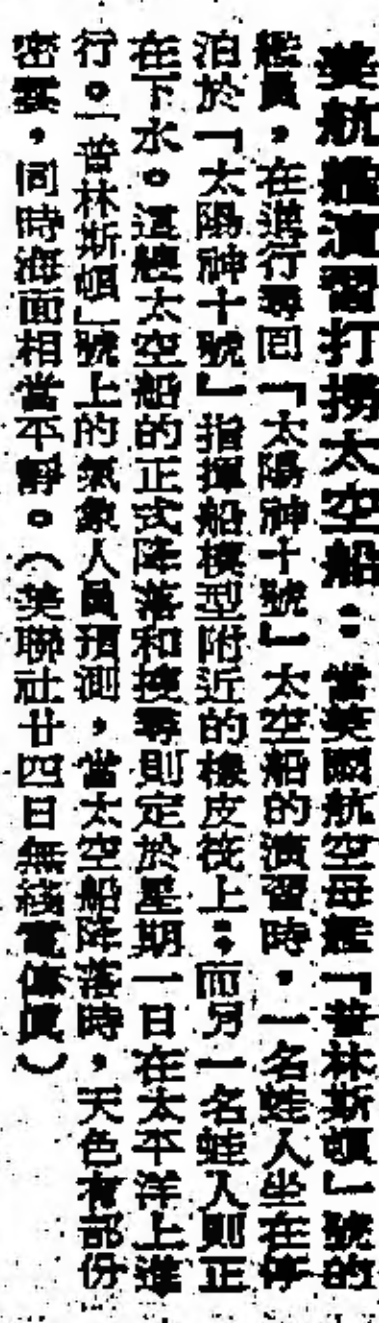 美航艦演習打撈太空船：當美國航空母艦「普林斯頓」號的
艦員，在進行尋回「太陽神十號」太空船的演習時，一名蛙人坐在停
泊於「太陽神十號」指揮船模型附近的橡皮筏上；而另一名蛙人則正
在下水。這艘太空船的正式降落和搜尋則定於星期一日在太平洋上進
行。「普林斯頓」號上的氣象人員預測，當太空船降落時，天色有部份
密雲，同時海面相當平靜。（美聯社廿四日無綫電傳眞）